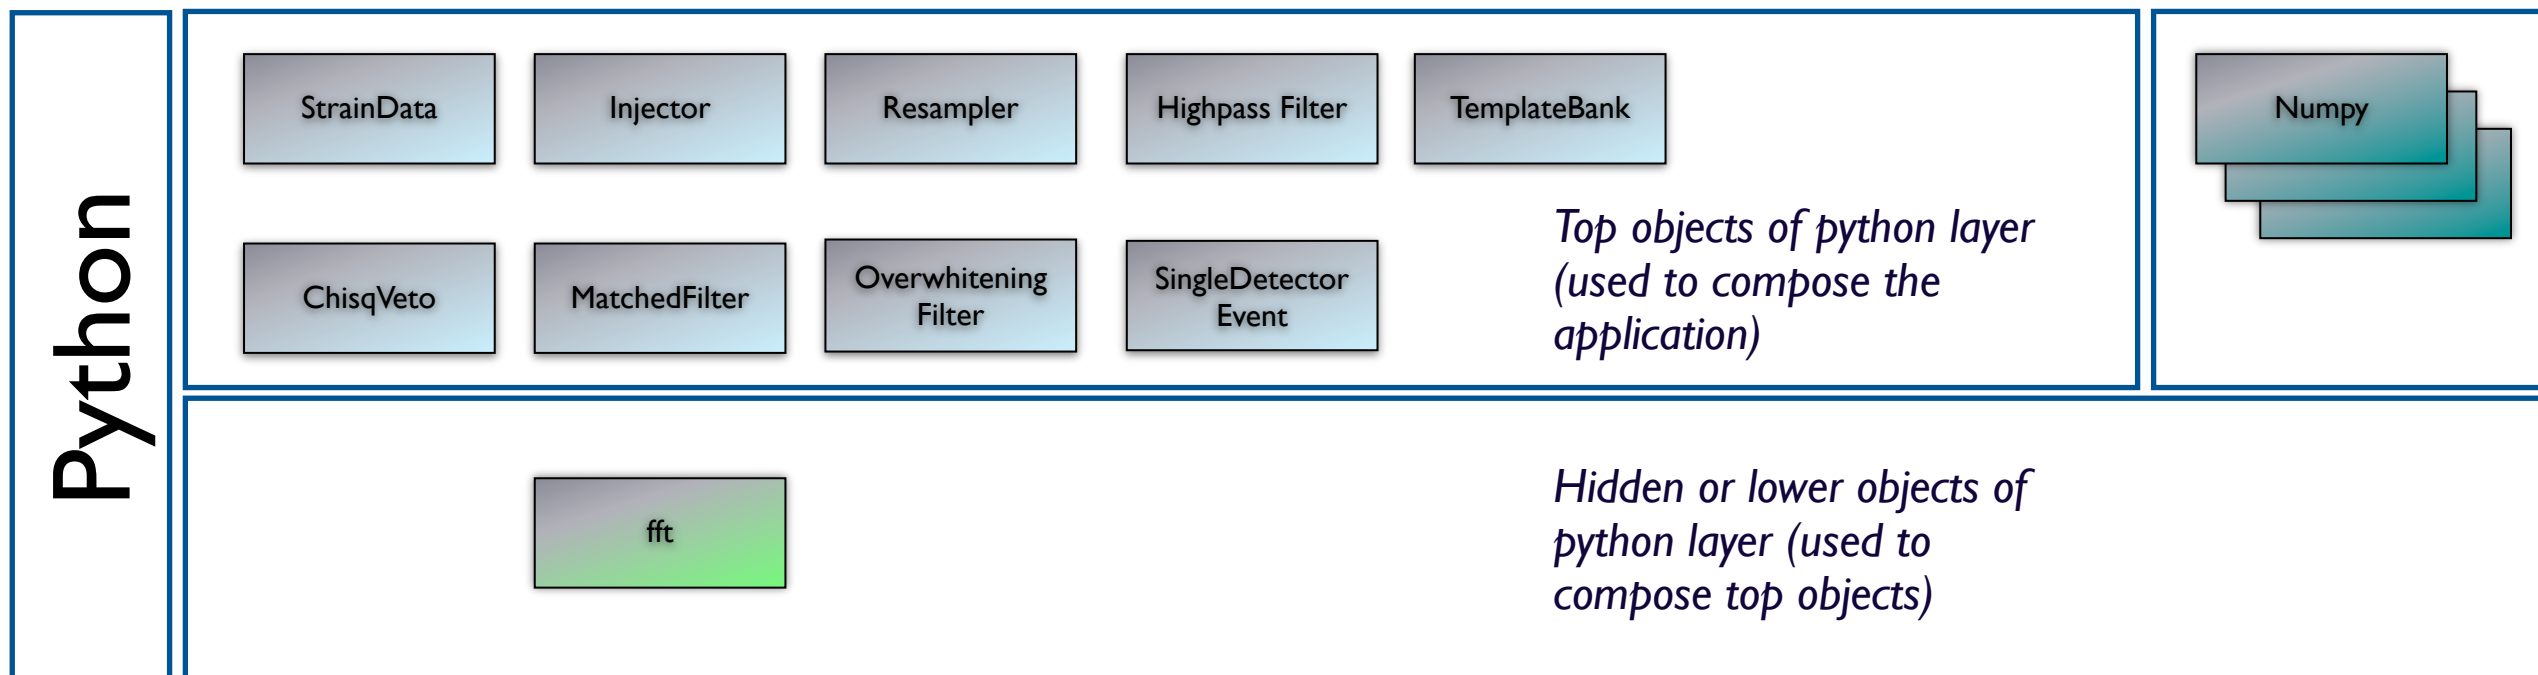 Python
StrainData
Injector
Resampler
Highpass Filter
TemplateBank
Numpy
ChisqVeto
MatchedFilter
Overwhitening
Filter
SingleDetector
Event
Top objects of python layer
(used to compose the
application)
fft
Hidden or lower objects of
python layer (used to
compose top objects)